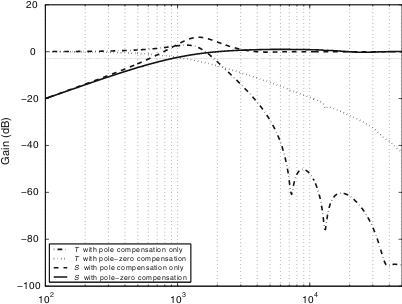 20
0
−20
−40
−60
−80
−100
Gain (dB)
T with pole compensation only
T with pole−zero compensation
S with pole compensation only
S with pole−zero compensation
10^2
10^3
10^4